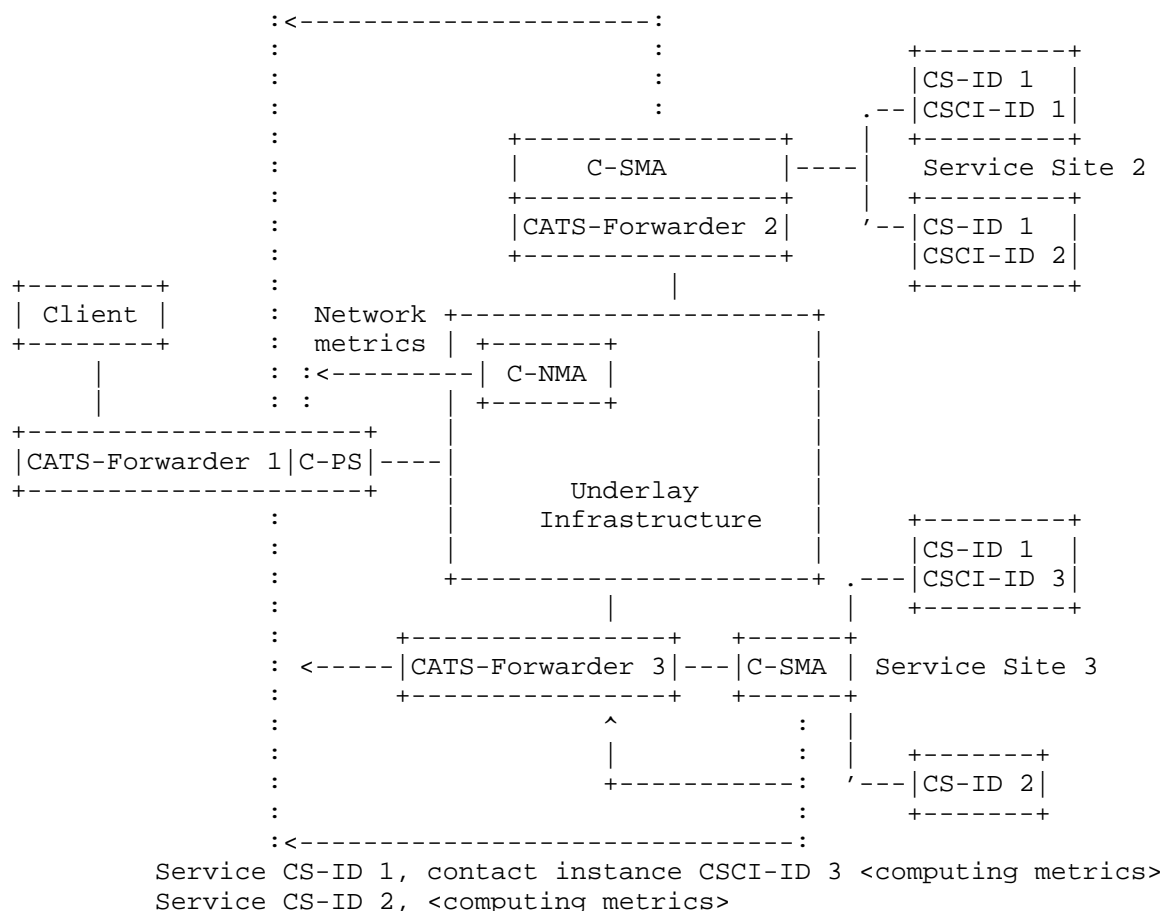 CS-ID 1
CSCI-ID 1
C-SMA
Service Site 2
CATS-Forwarder 2
CS-ID 1
CSCI-ID 2
Client
Network
metrics
C-NMA
CATS-Forwarder 1
C-PS
Underlay
Infrastructure
CS-ID 1
CSCI-ID 3
CATS-Forwarder 3
C-SMA
Service Site 3
CS-ID 2
Service CS-ID 1, contact instance CSCI-ID 3 <computing metrics>
Service CS-ID 2, <computing metrics>